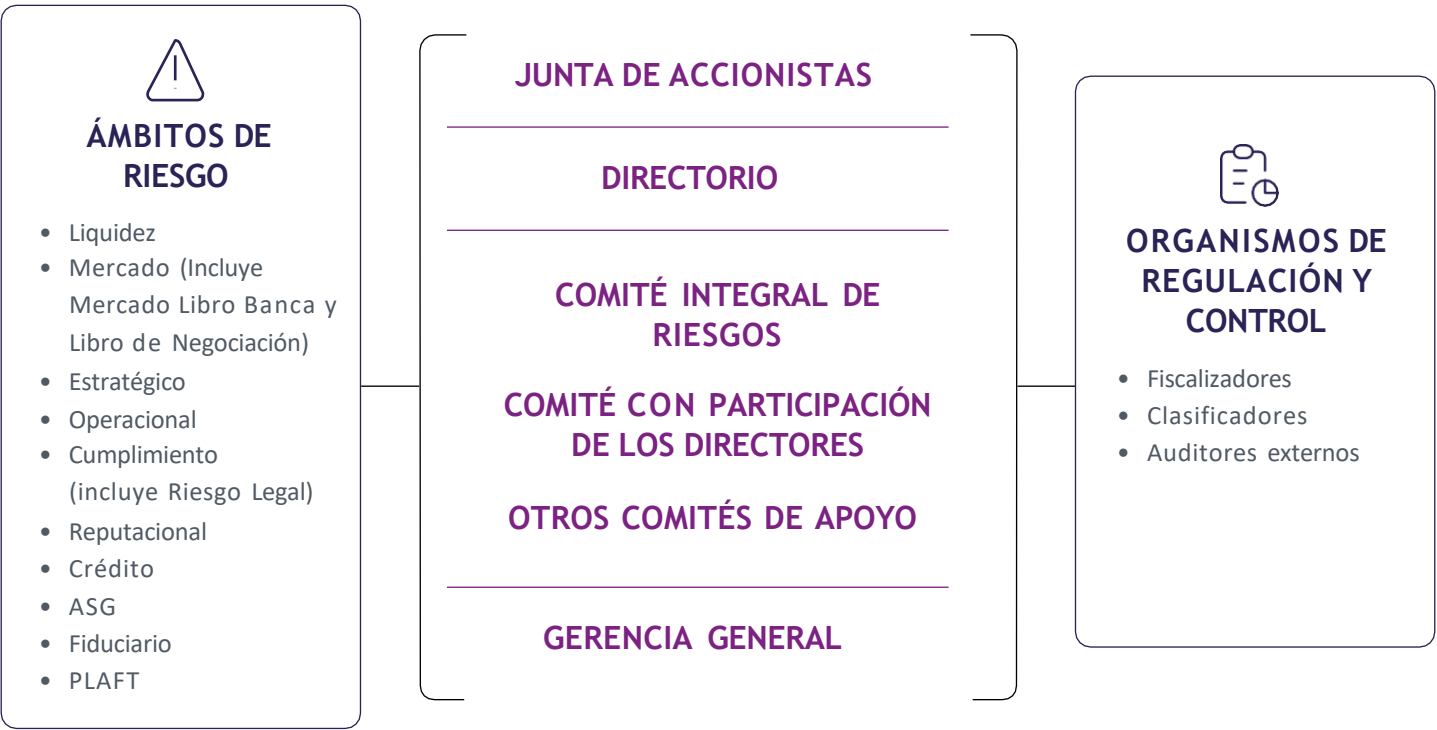 ÁMBITOS DE
RIESGO
• Liquidez
• Mercado (Incluye
Mercado Libro Banca y
Libro de Negociación)
• Estratégico
• Operacional
• Cumplimiento
(incluye Riesgo Legal)
• Reputacional
• Crédito
• ASG
• Fiduciario
• PLAFT
JUNTA DE ACCIONISTAS
DIRECTORIO
COMITÉ INTEGRAL DE
RIESGOS
COMITÉ CON PARTICIPACIÓN
DE LOS DIRECTORES
OTROS COMITÉS DE APOYO
GERENCIA GENERAL
ORGANISMOS DE
REGULACIÓN Y
CONTROL
• Fiscalizadores
• Clasificadores
• Auditores externos